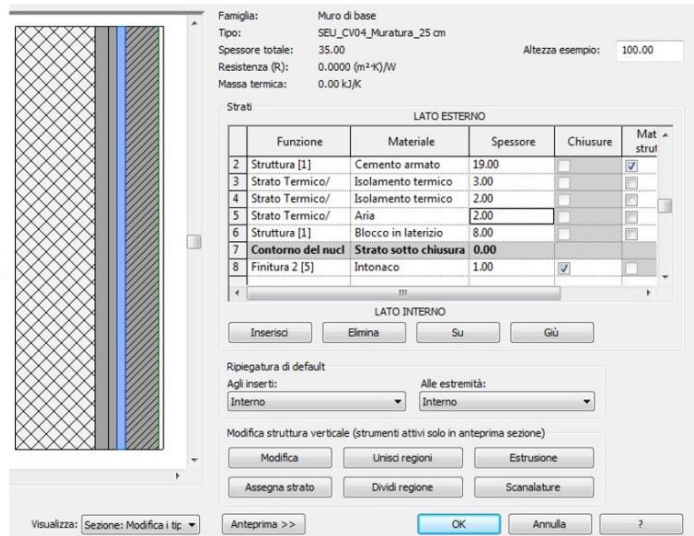 Famiglia: Muro di base
Tipo: SEU_CV04_Muratura_25 cm
Spessore totale: 35.00 Altezza esempio: 100.00
Resistenza (R): 0.0000 (m²·K)/W
Massa termica: 0.00 kJ/K
Strati
LATO ESTERNO
Funzione Materiale Spessore Chiusure Mat strut
2 Struttura [1] Cemento armato 19.00
3 Strato Termico/ Isolamento termico 3.00
4 Strato Termico/ Isolamento termico 2.00
5 Strato Termico/ Aria 2.00
6 Struttura [1] Blocco in laterizio 8.00
7 Contorno del nucl Strato sotto chiusura 0.00
8 Finitura 2 [5] Intonaco 1.00
LATO INTERNO
Inserisci Elimina Su Giù
Ripiegatura di default
Agli inserti: Alle estremità:
Interno Interno
Modifica struttura verticale (strumenti attivi solo in anteprima sezione)
Modifica Unisci regioni Estrusione
Assegna strato Dividi regione Scanalature
Visualizza: Sezione: Modifica i tip Anteprima >> OK Annulla ?